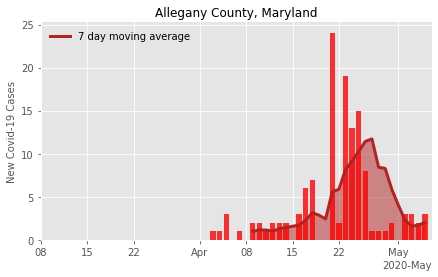 Allegany County, Maryland
7 day moving average
New Covid-19 Cases
25
20
15
10
5
0
08 15 22 Apr 08 15 22 May
2020-May